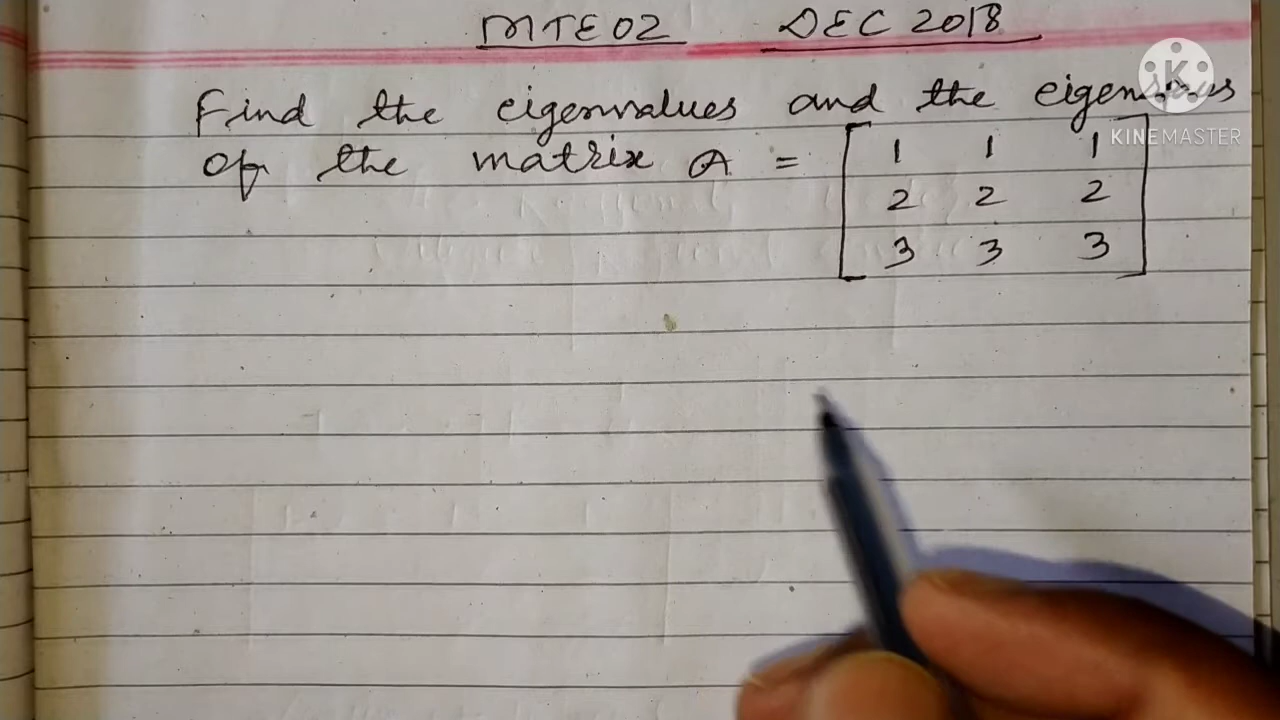 MTE02 DEC 2018
Find the eigenvalues and the
of the matrix A = [ 1 1 1
2 2 2
3 3 3 ]
KINEMASTER